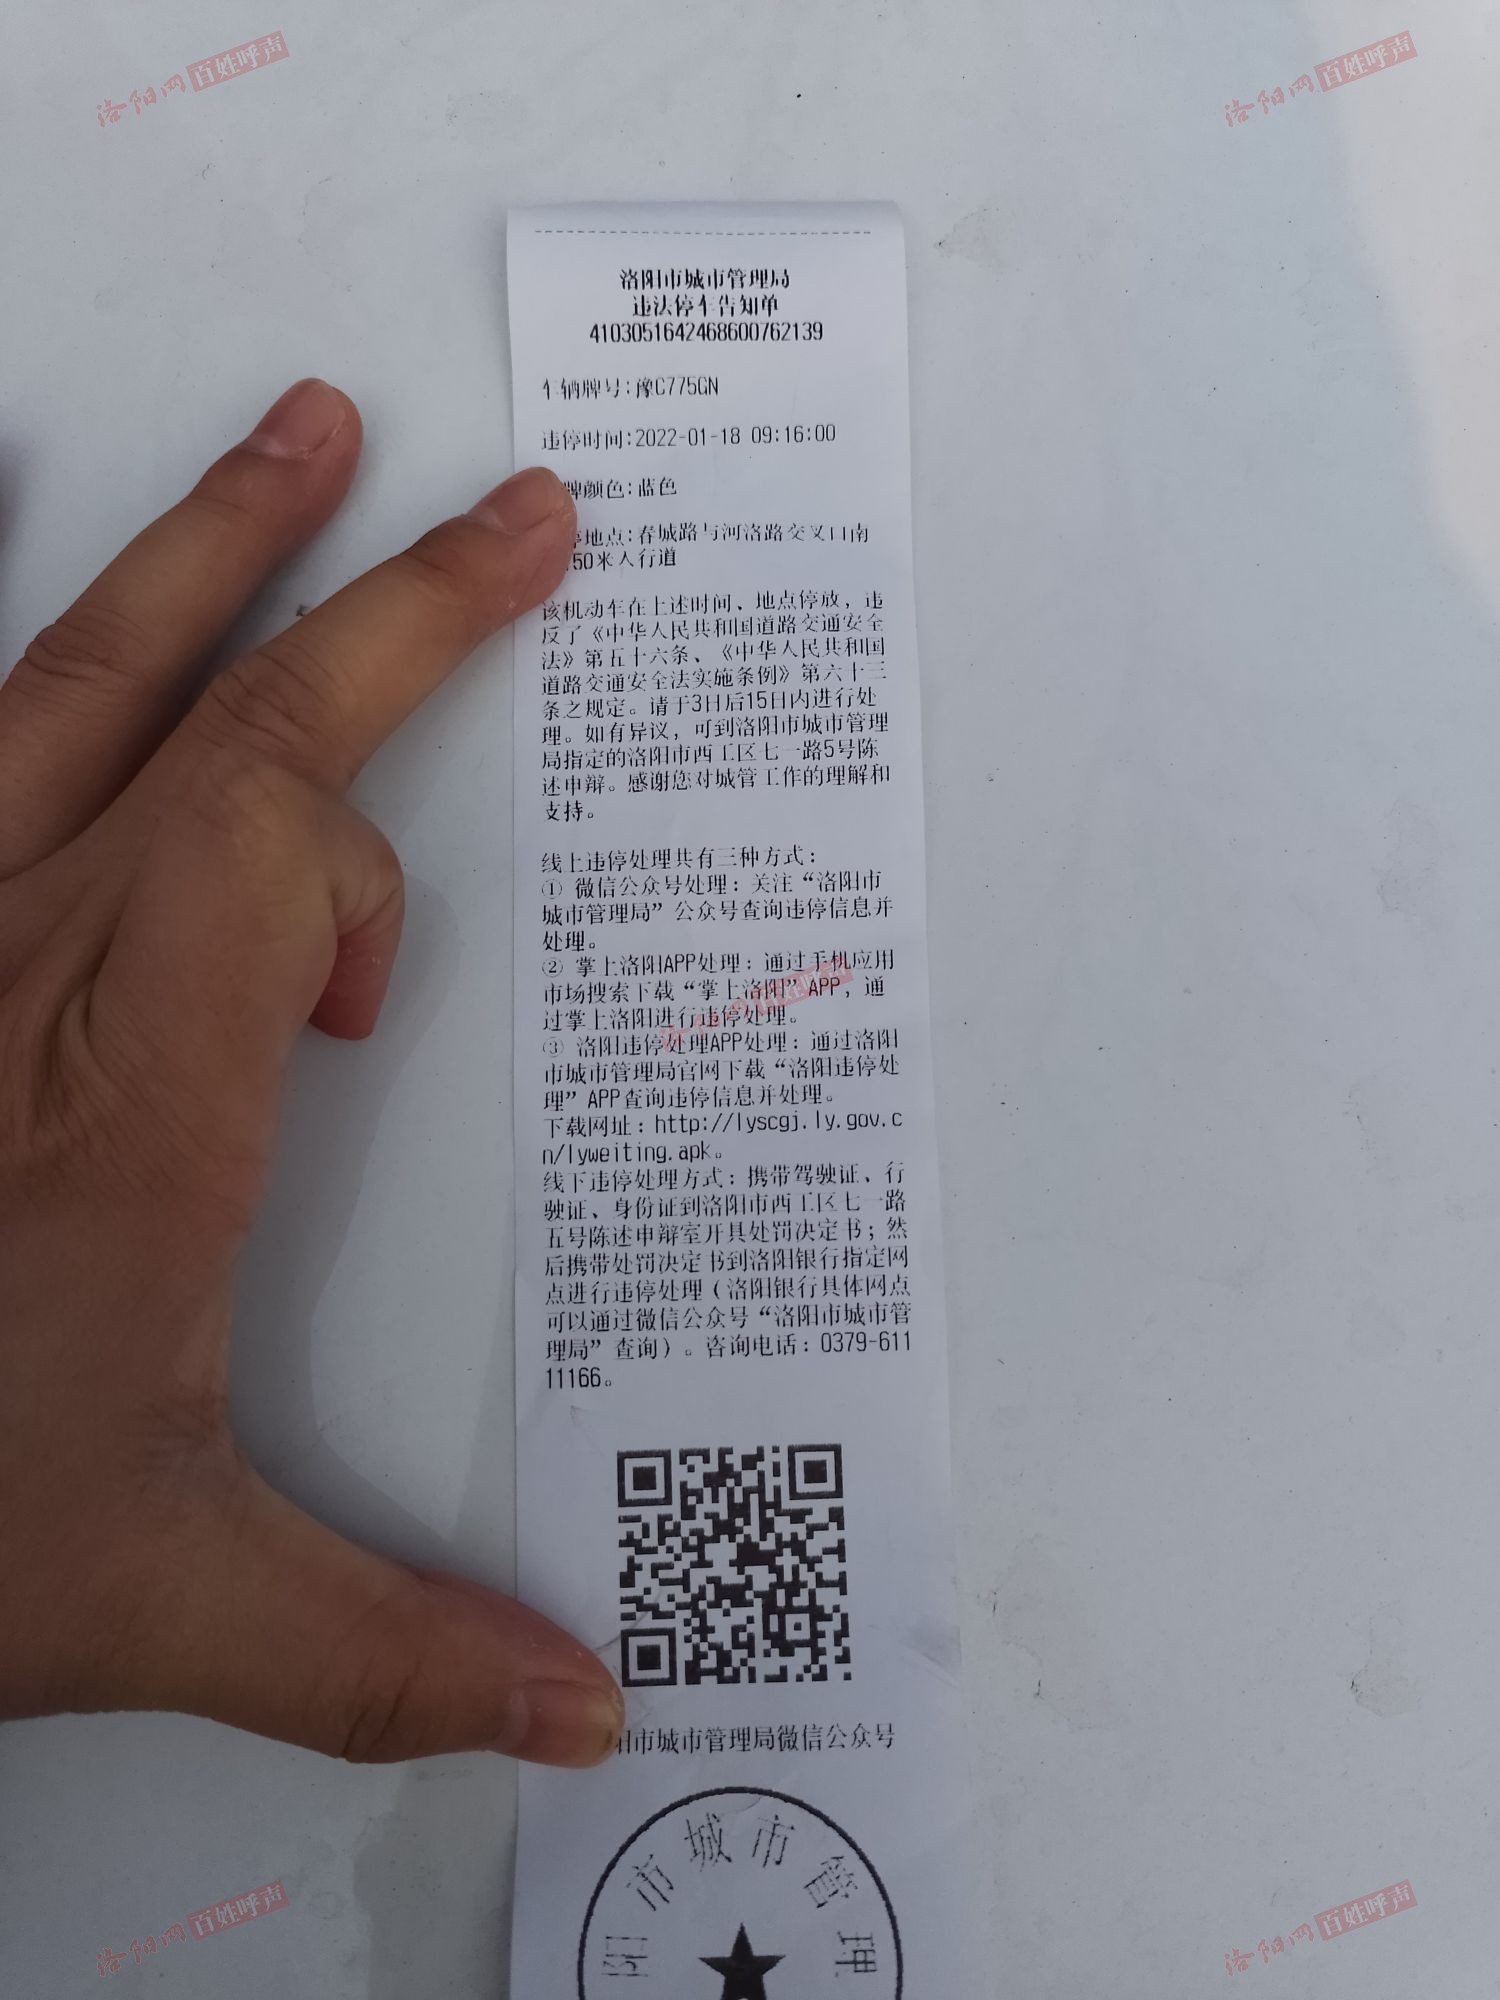 洛阳网百姓呼声
洛阳网百姓呼声
洛阳市城市管理局
违法停车告知单
4103051642468600762139
车辆牌号:豫C775GN
违停时间:2022-01-18 09:16:00
牌颜色:蓝色
停地点:春城路与河洛路交叉口南
50米人行道
该机动车在上述时间、地点停放，违
反了《中华人民共和国道路交通安全
法》第五十六条、《中华人民共和国
道路交通安全法实施条例》第六十三
条之规定。请于3日后15日内进行处
理。如有异议，可到洛阳市城市管理
局指定的洛阳市西工区七一路5号陈
述申辩。感谢您对城管工作的理解和
支持。
线上违停处理共有三种方式：
① 微信公众号处理：关注“洛阳市
城市管理局”公众号查询违停信息并
处理。
② 掌上洛阳APP处理：通过手机应用
市场搜索下载“掌上洛阳”APP，通
过掌上洛阳进行违停处理。
洛阳网百姓呼声
③ 洛阳违停处理APP处理：通过洛阳
市城市管理局官网下载“洛阳违停处
理”APP查询违停信息并处理。
下载网址：http://lyscgj.ly.gov.c
n/lyweiting.apk。
线下违停处理方式：携带驾驶证、行
驶证、身份证到洛阳市西工区七一路
五号陈述申辩室开具处罚决定书；然
后携带处罚决定书到洛阳银行指定网
点进行违停处理（洛阳银行具体网点
可以通过微信公众号“洛阳市城市管
理局”查询）。咨询电话：0379-611
11166。
阳市城市管理局微信公众号
阳市城市管理
洛阳网百姓呼声
洛阳网百姓呼声